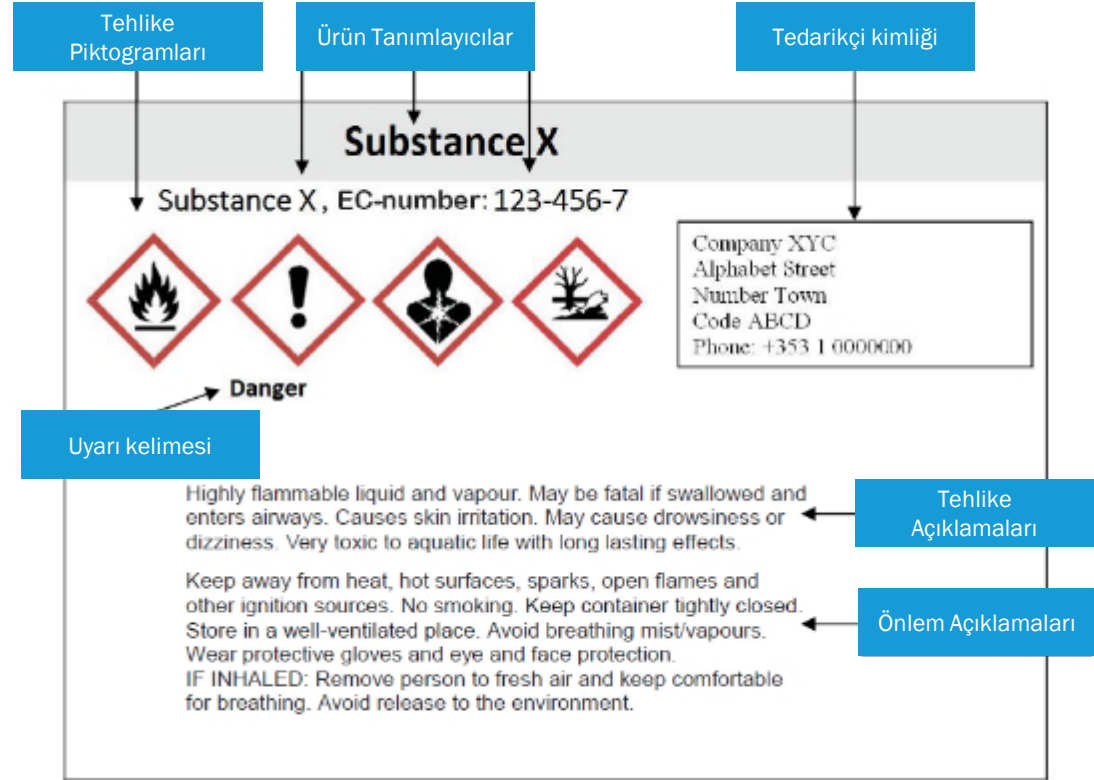 Tehlike
Piktogramları
Ürün Tanımlayıcılar
Tedarikçi kimliği
Substance X
Substance X, EC-number: 123-456-7
Company XYC
Alphabet Street
Number Town
Code ABCD
Phone: +353 1 0000000
Danger
Uyarı kelimesi
Highly flammable liquid and vapour. May be fatal if swallowed and
enters airways. Causes skin irritation. May cause drowsiness or
dizziness. Very toxic to aquatic life with long lasting effects.
Tehlike
Açıklamaları
Keep away from heat, hot surfaces, sparks, open flames and
other ignition sources. No smoking. Keep container tightly closed.
Store in a well-ventilated place. Avoid breathing mist/vapours.
Wear protective gloves and eye and face protection.
IF INHALED: Remove person to fresh air and keep comfortable
for breathing. Avoid release to the environment.
Önlem Açıklamaları